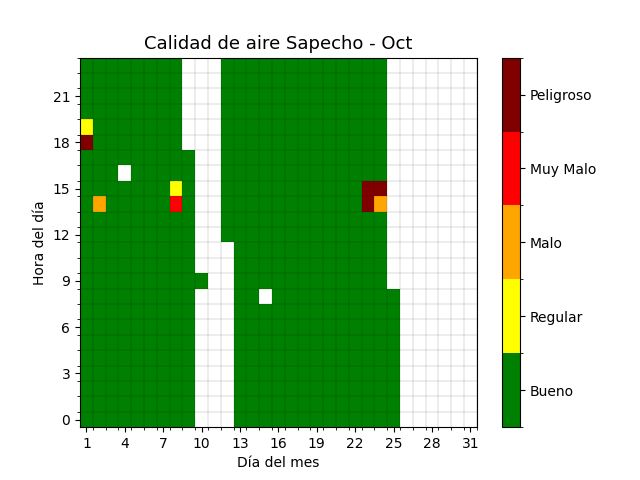 Calidad de aire Sapecho - Oct
Hora del día
21
18
15
12
9
6
3
0
1 4 7 10 13 16 19 22 25 28 31
Día del mes
Peligroso
Muy Malo
Malo
Regular
Bueno